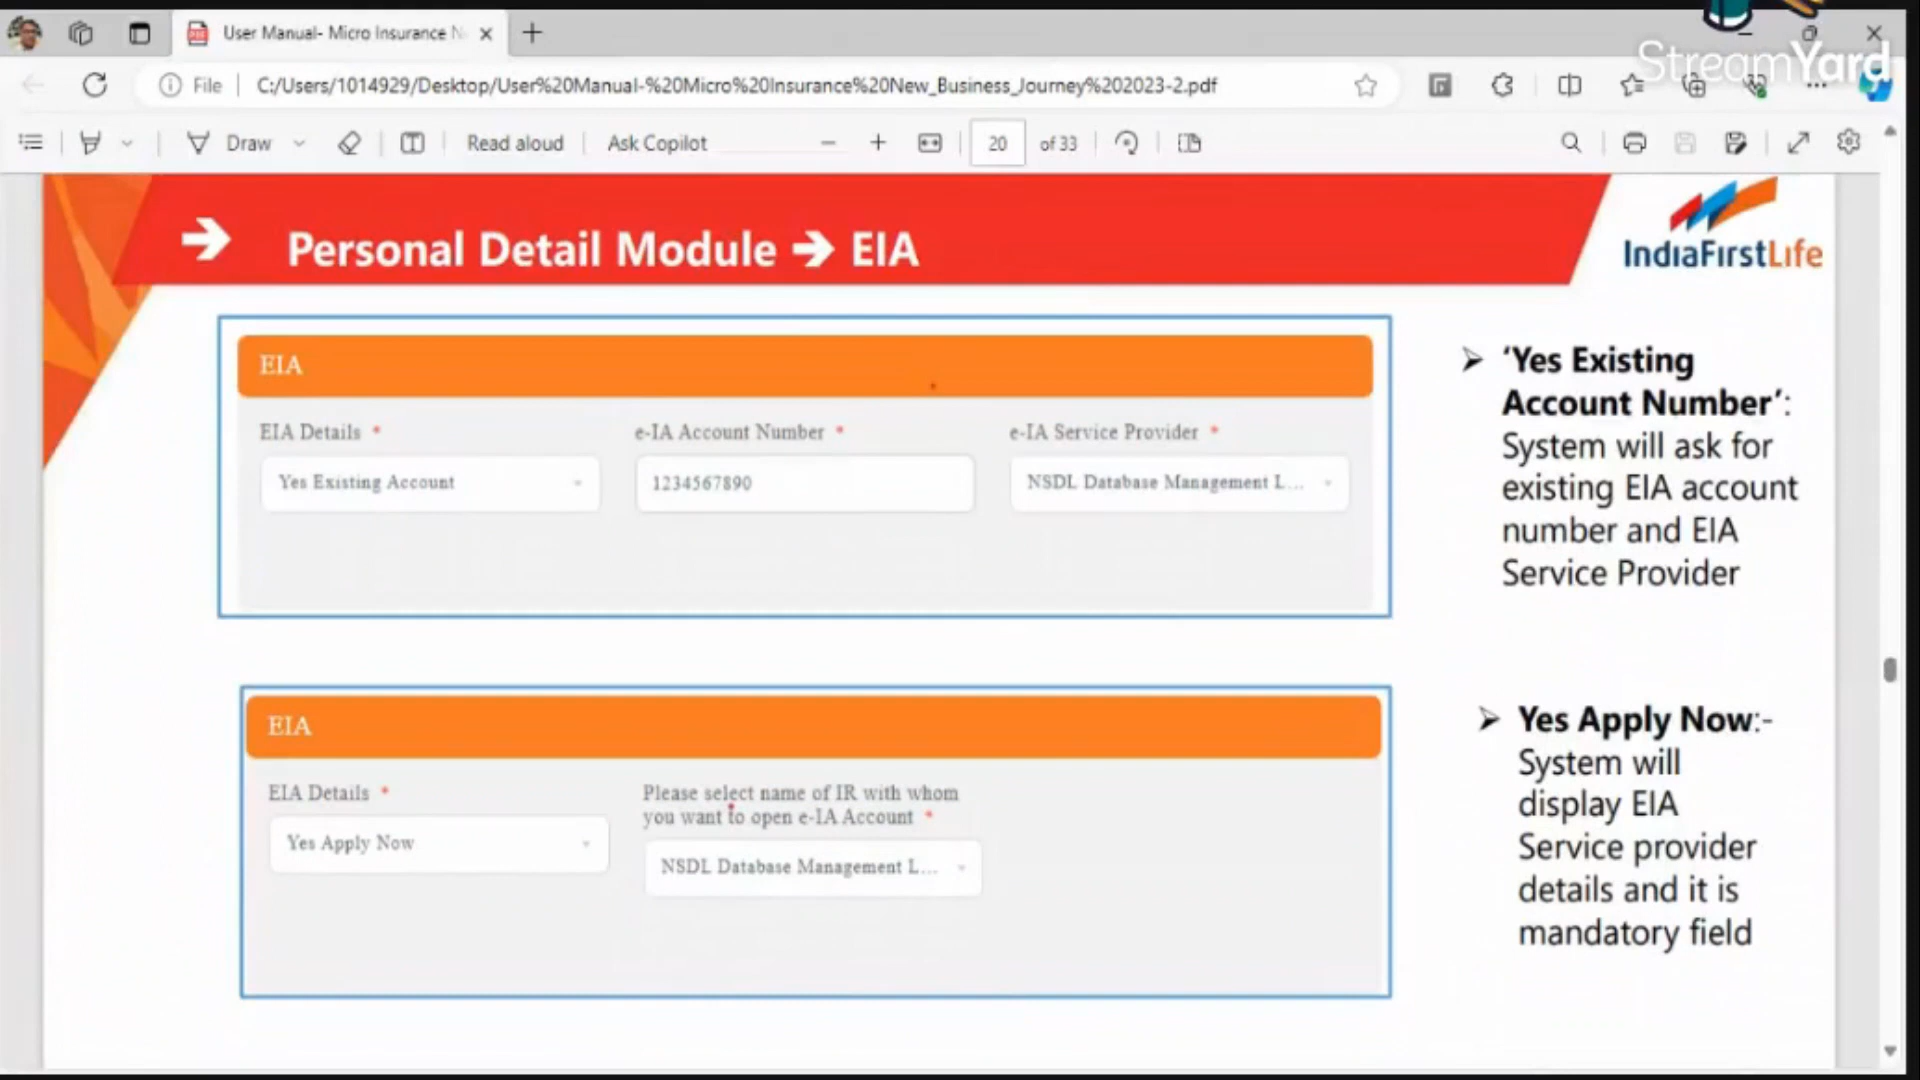 User Manual- Micro Insurance N
StreamYard
File
C:/Users/1014929/Desktop/User%20Manual-%20Micro%20Insurance%20New_Business_Journey%202023-2.pdf
Draw
Read aloud
Ask Copilot
20 of 33
Personal Detail Module → EIA
IndiaFirstLife
EIA
EIA Details *
e-IA Account Number *
e-IA Service Provider *
Yes Existing Account
1234567890
NSDL Database Management L...
➢ ‘Yes Existing
Account Number’:
System will ask for
existing EIA account
number and EIA
Service Provider
EIA
EIA Details *
Please select name of IR with whom
you want to open e-IA Account *
Yes Apply Now
NSDL Database Management L...
➢ Yes Apply Now:-
System will
display EIA
Service provider
details and it is
mandatory field